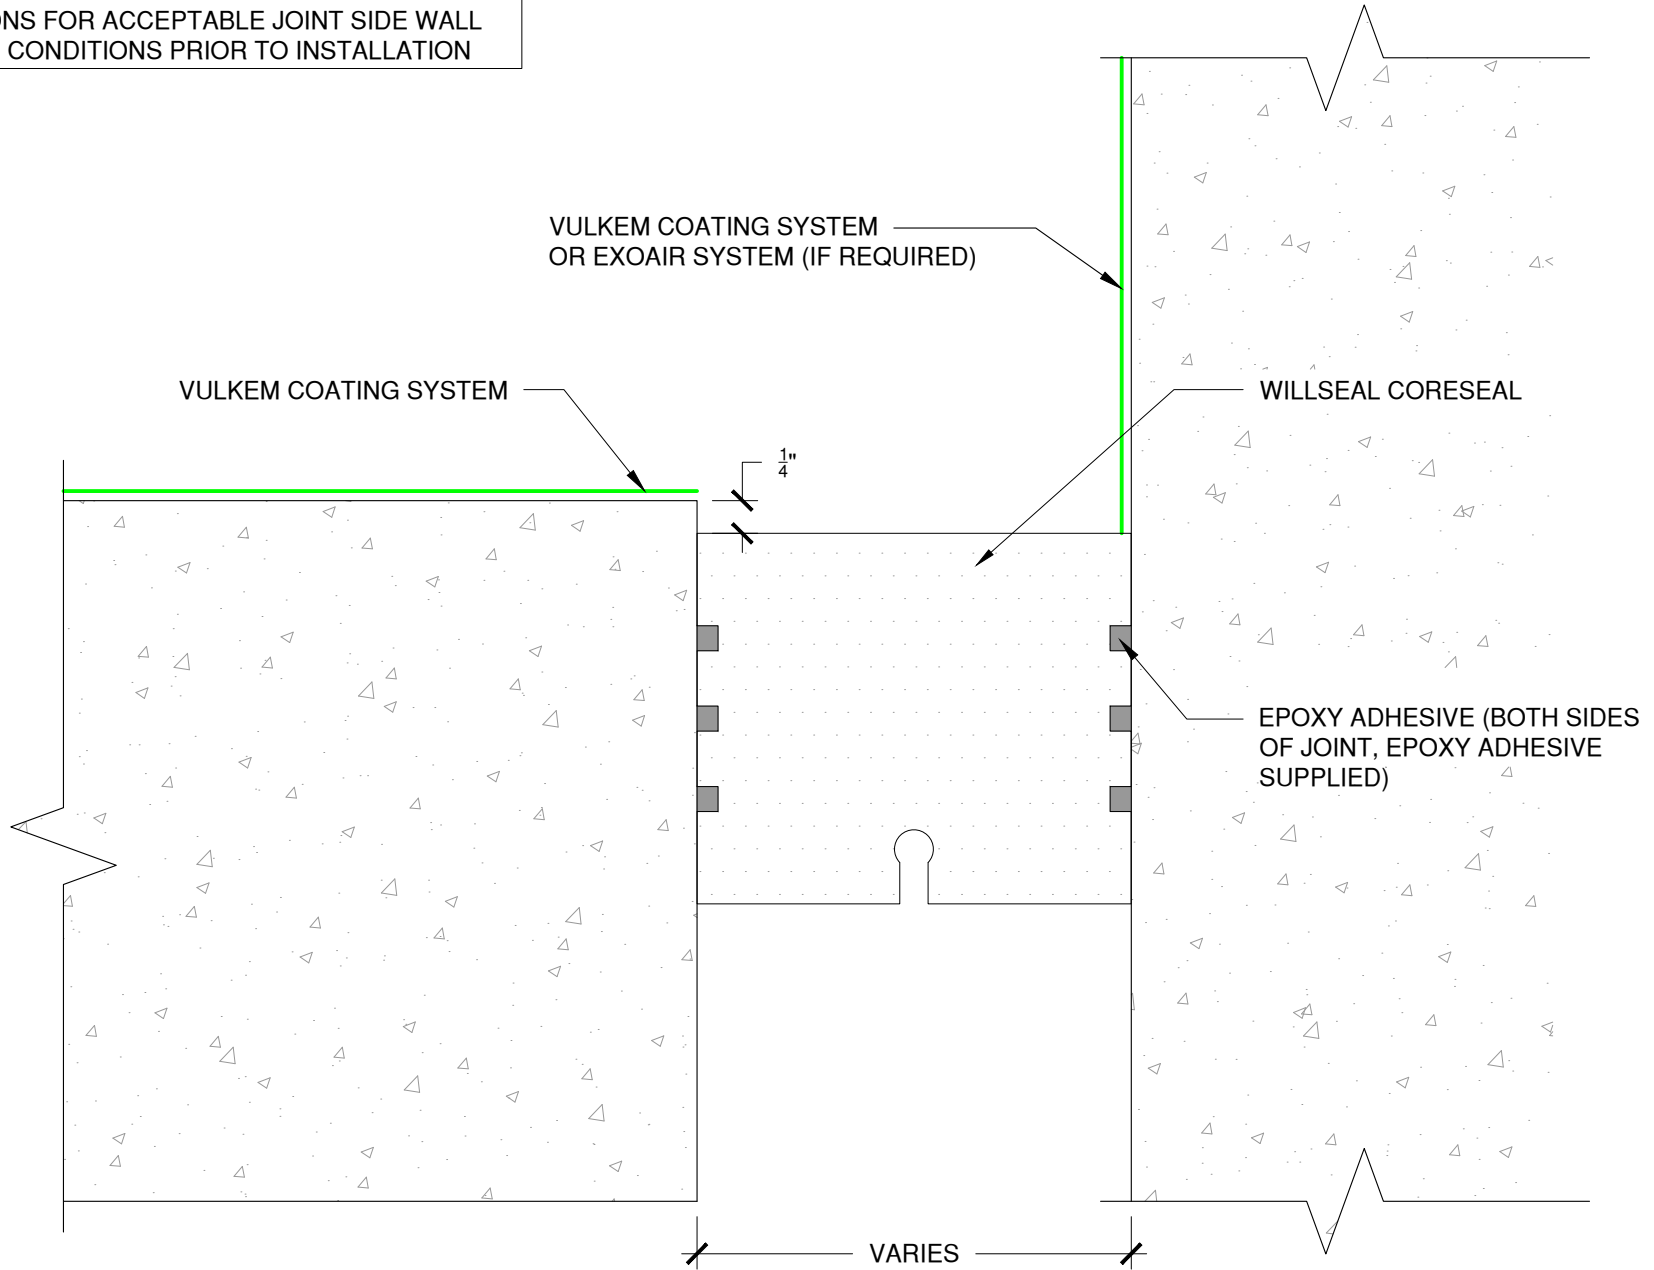 FOR ACCEPTABLE JOINT SIDE WALL
CONDITIONS PRIOR TO INSTALLATION
VULKEM COATING SYSTEM
OR EXOAIR SYSTEM (IF REQUIRED)
VULKEM COATING SYSTEM
WILLSEAL CORESEAL
1/4"
EPOXY ADHESIVE (BOTH SIDES
OF JOINT, EPOXY ADHESIVE
SUPPLIED)
VARIES